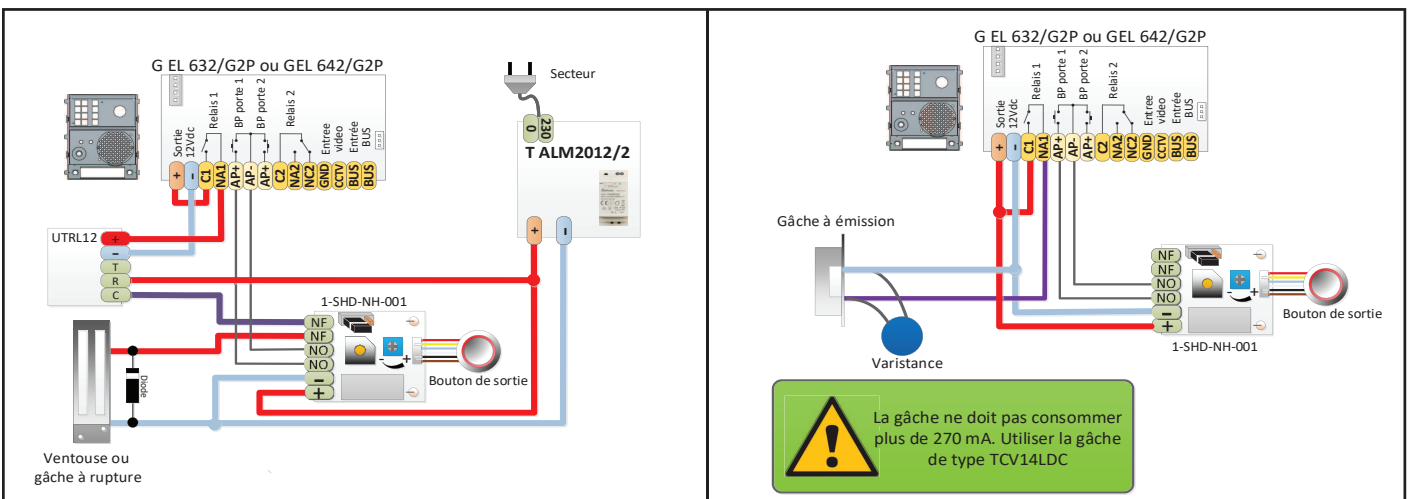 G EL 632/G2P ou GEL 642/G2P
Sortie
12Vdc
Relais 1
BP porte 1
BP porte 2
Relais 2
Entree
video
Entrée
BUS
+
-
C1
NA1
AP+
AP-
AP+
C2
NA2
NC2
GND
CCTV
BUS
BUS
Secteur
0
230
T ALM2012/2
+
-
UTRL12
+
-
T
R
C
1-SHD-NH-001
NF
NF
NO
NO
-
+
- +
Bouton de sortie
Diode
Ventouse ou
gâche à rupture
G EL 632/G2P ou GEL 642/G2P
Sortie
12Vdc
Relais 1
BP porte 1
BP porte 2
Relais 2
Entree
video
Entrée
BUS
+
-
C1
NA1
AP+
AP-
AP+
C2
NA2
NC2
GND
CCTV
BUS
BUS
Gâche à émission
Varistance
NF
NF
NO
NO
-
+
- +
Bouton de sortie
1-SHD-NH-001
La gâche ne doit pas consommer
plus de 270 mA. Utiliser la gâche
de type TCV14LDC